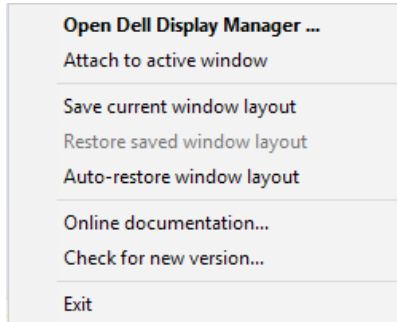 Open Dell Display Manager ...
Attach to active window
Save current window layout
Restore saved window layout
Auto-restore window layout
Online documentation...
Check for new version...
Exit